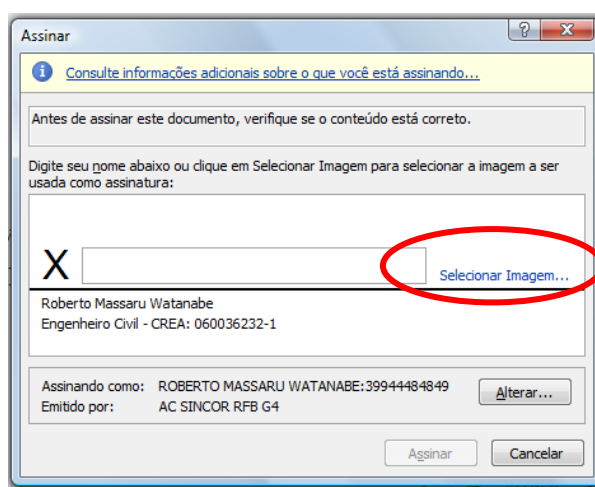 Assinar
Consulte informações adicionais sobre o que você está assinando...
Antes de assinar este documento, verifique se o conteúdo está correto.
Digite seu nome abaixo ou clique em Selecionar Imagem para selecionar a imagem a ser
usada como assinatura:
X
Selecionar Imagem...
Roberto Massaru Watanabe
Engenheiro Civil - CREA: 060036232-1
Assinando como: ROBERTO MASSARU WATANABE:39944484849
Alterar...
Emitido por: AC SINCOR RFB G4
Assinar Cancelar